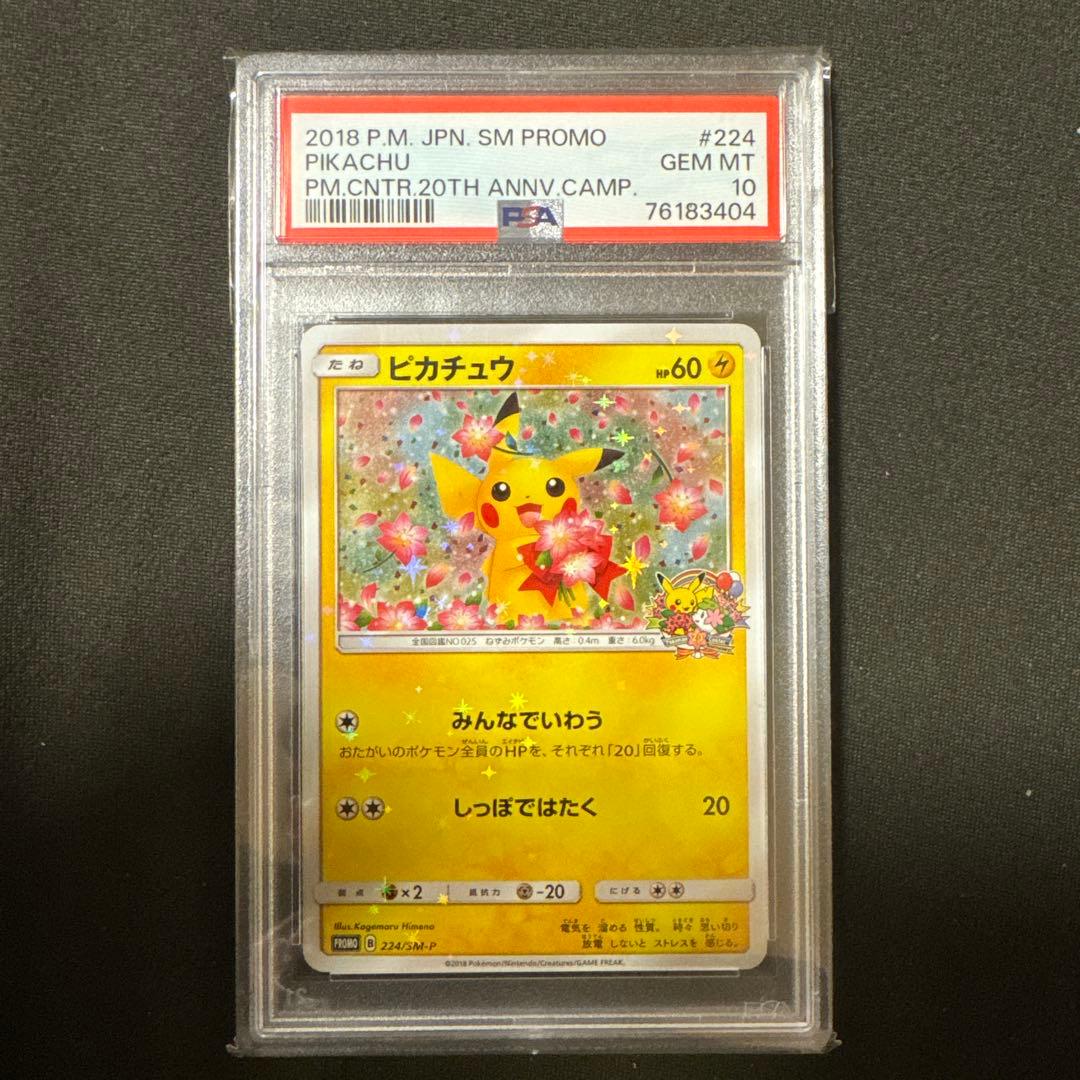 2018 P.M. JPN. SM PROMO #224
PIKACHU GEM MT
PM.CNTR.20TH ANNV.CAMP. 10
PSA 76183404
たね ピカチュウ HP60
全国図鑑NO.025 ねずみポケモン 高さ:0.4m 重さ:6.0kg
みんなでいわう
おたがいのポケモン全員のHPを、それぞれ「20」回復する。
しっぽではたく 20
弱点 ×2 抵抗力 -20 にげる
Illus. Kagemaru Himeno
電気を 溜める 性質。 時々 思い切り
放電 しないと ストレスを 感じる。
PROMO B 224/SM-P
©2018 Pokémon/Nintendo/Creatures/GAME FREAK.